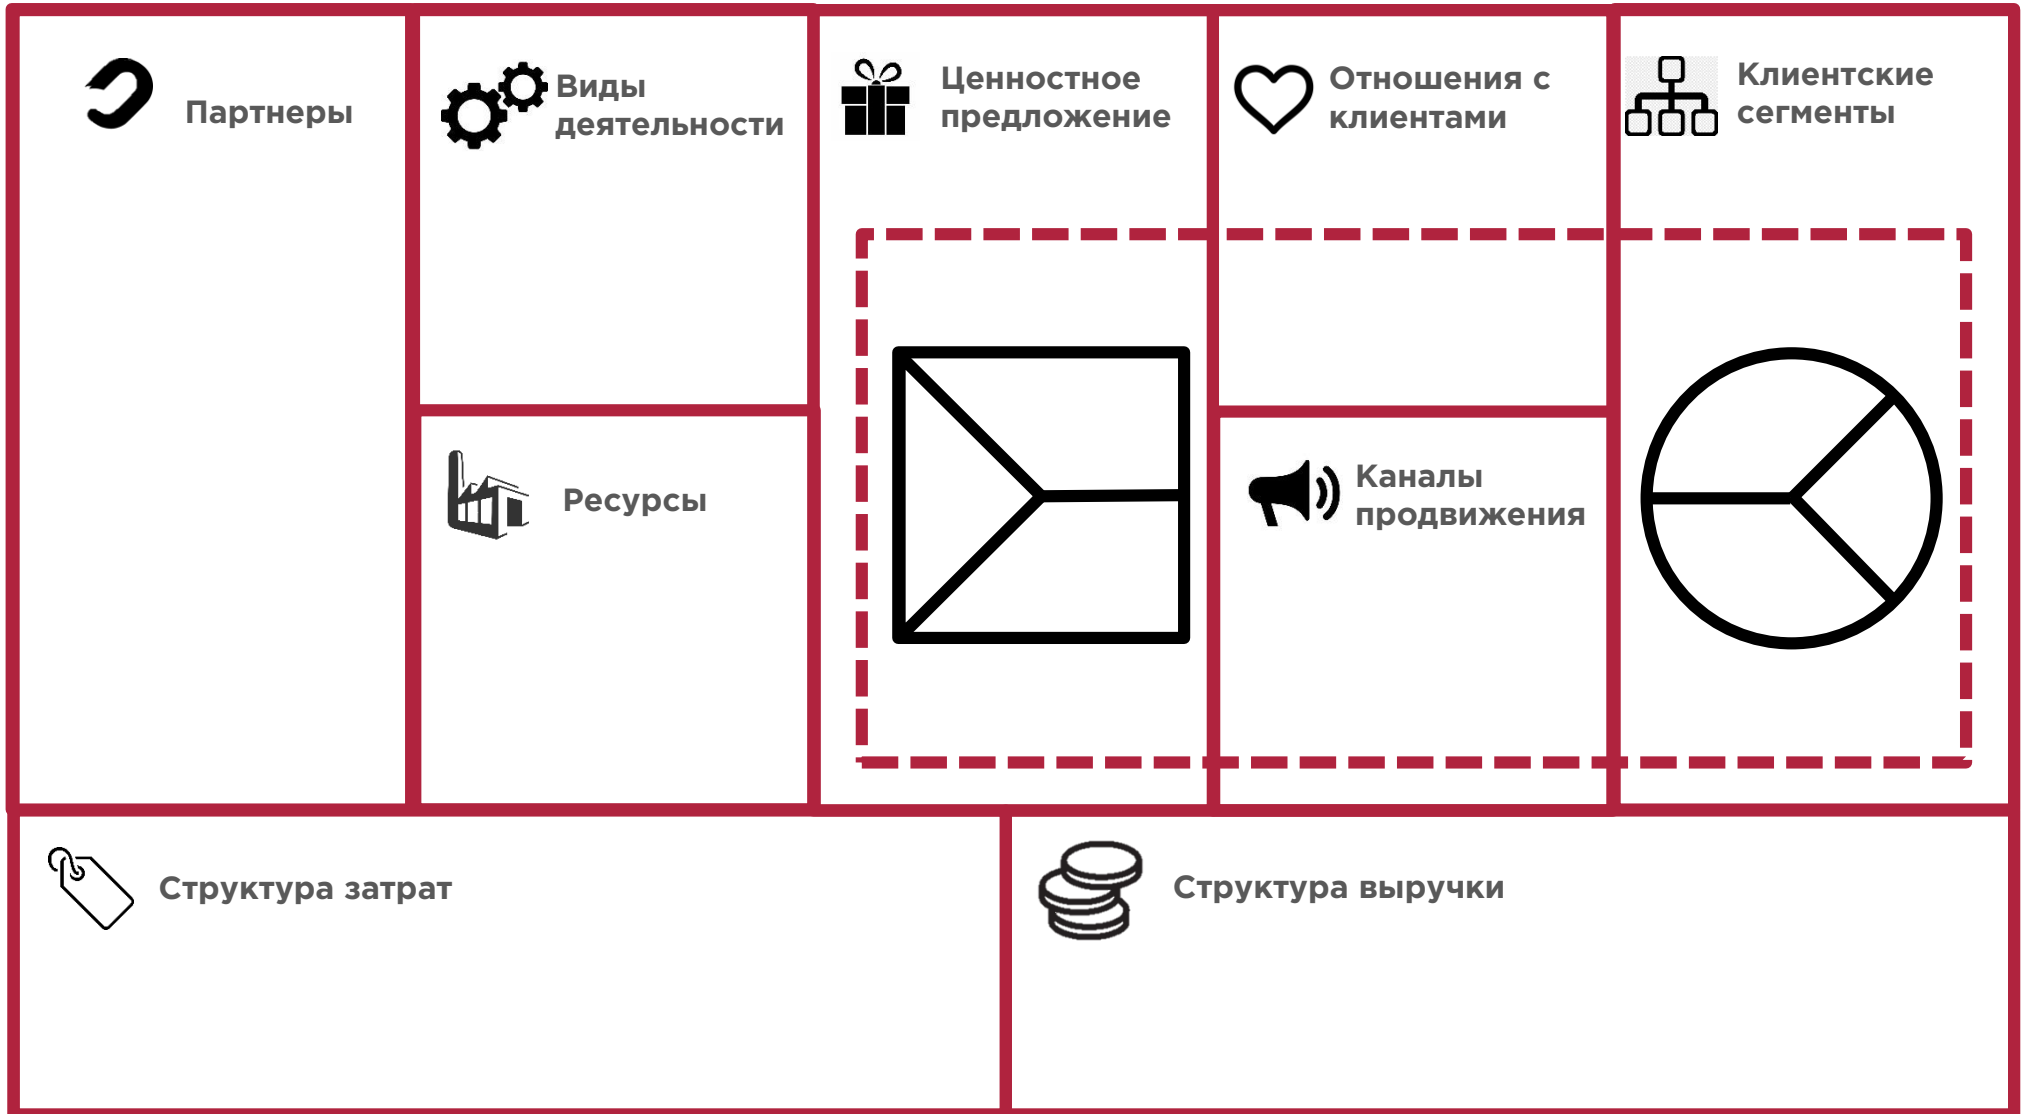 Партнеры
Виды
деятельности
Ценностное
предложение
Отношения с
клиентами
Клиентские
сегменты
Ресурсы
Каналы
продвижения
Структура затрат
Структура выручки